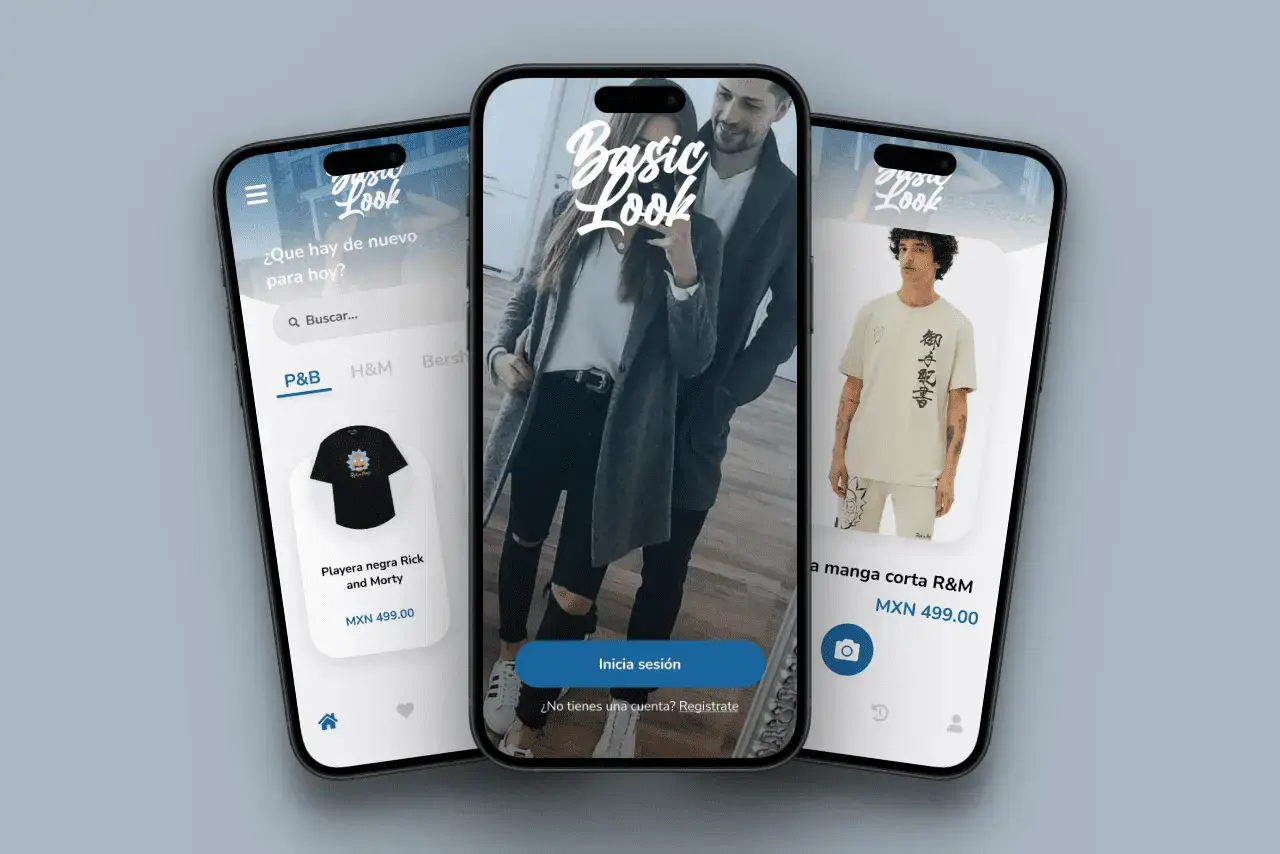 Basic
Look
¿Que hay de nuevo
para hoy?
Buscar...
P&B H&M Bersh
Playera negra Rick
and Morty
MXN 499.00
Basic
Look
Inicia sesión
¿No tienes una cuenta? Registrate
Basic
Look
a manga corta R&M
MXN 499.00